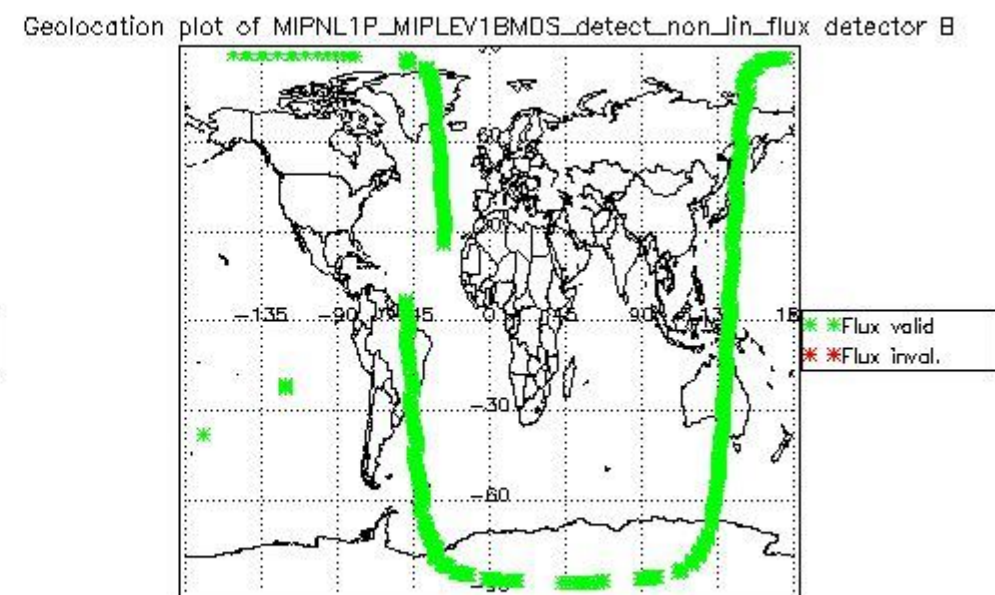 Geolocation plot of MIPNL1P_MIPLEV1BMDS_detect_non_lin_flux detector B
60
-135 -90 45 0 45 90 135 18
-30
-60
Flux valid
Flux inval.